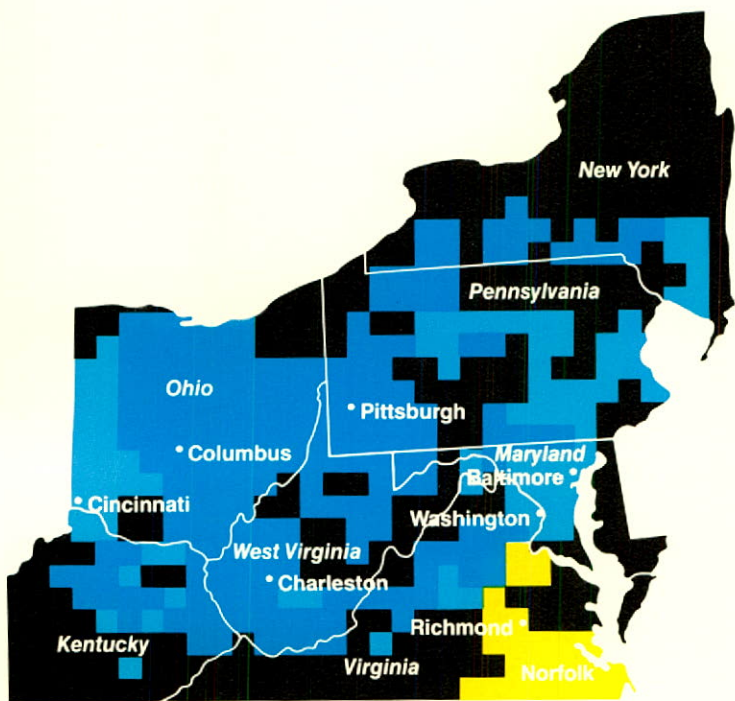 New York
Pennsylvania
Ohio
Pittsburgh
Columbus
Maryland
Baltimore
Cincinnati
Washington
West Virginia
Charleston
Richmond
Kentucky
Virginia
Norfolk